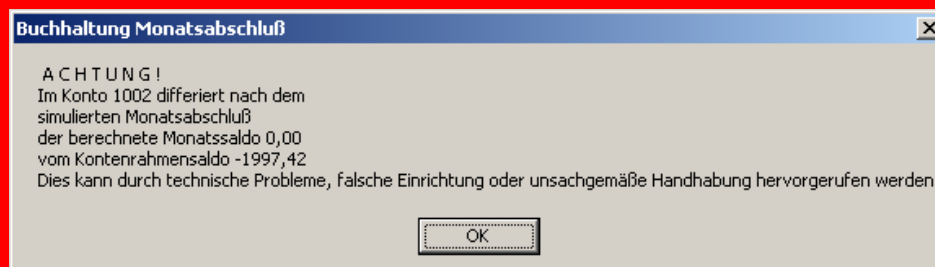 Buchhaltung Monatsabschluß
A C H T U N G !
Im Konto 1002 differiert nach dem
simulierten Monatsabschluß
der berechnete Monatssaldo 0,00
vom Kontenrahmensaldo -1997,42
Dies kann durch technische Probleme, falsche Einrichtung oder unsachgemäße Handhabung hervorgerufen werden
OK